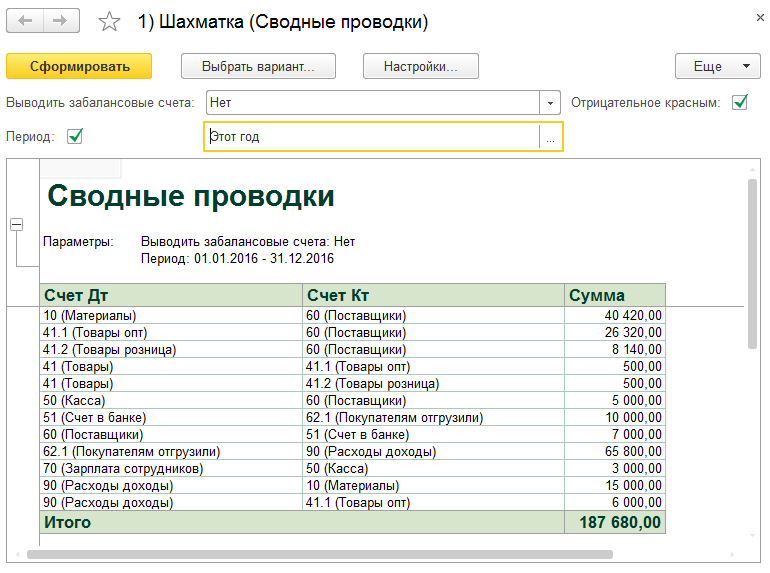 1) Шахматка (Сводные проводки)
Сформировать Выбрать вариант... Настройки... Еще
Выводить забалансовые счета: Нет Отрицательное красным:
Период: Этот год ...
Сводные проводки
Параметры: Выводить забалансовые счета: Нет
Период: 01.01.2016 - 31.12.2016
Счет Дт Счет Кт Сумма
10 (Материалы) 60 (Поставщики) 40 420,00
41.1 (Товары опт) 60 (Поставщики) 26 320,00
41.2 (Товары розница) 60 (Поставщики) 8 140,00
41 (Товары) 41.1 (Товары опт) 500,00
41 (Товары) 41.2 (Товары розница) 500,00
50 (Касса) 60 (Поставщики) 5 000,00
51 (Счет в банке) 62.1 (Покупателям отгрузили) 10 000,00
60 (Поставщики) 51 (Счет в банке) 7 000,00
62.1 (Покупателям отгрузили) 90 (Расходы доходы) 65 800,00
70 (Зарплата сотрудников) 50 (Касса) 3 000,00
90 (Расходы доходы) 10 (Материалы) 15 000,00
90 (Расходы доходы) 41.1 (Товары опт) 6 000,00
Итого 187 680,00